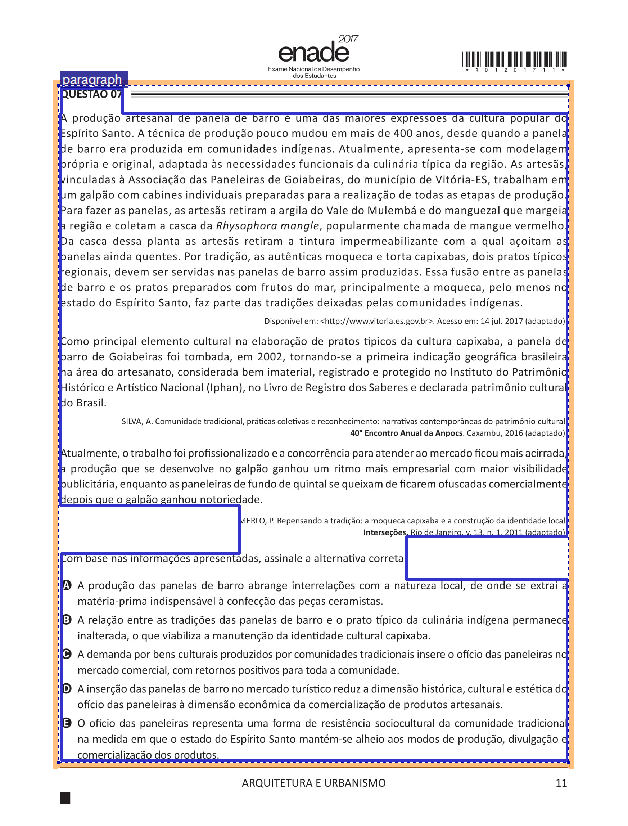 2017
enade
Exame Nacional de Desempenho
dos Estudantes
*R0120171 1*
paragraph
QUESTÃO 07
A produção artesanal de panela de barro é uma das maiores expressões da cultura popular do
Espírito Santo. A técnica de produção pouco mudou em mais de 400 anos, desde quando a panela
de barro era produzida em comunidades indígenas. Atualmente, apresenta-se com modelagem
própria e original, adaptada às necessidades funcionais da culinária típica da região. As artesãs,
vinculadas à Associação das Paneleiras de Goiabeiras, do município de Vitória-ES, trabalham em
um galpão com cabines individuais preparadas para a realização de todas as etapas de produção.
Para fazer as panelas, as artesãs retiram a argila do Vale do Mulembá e do manguezal que margeia
a região e coletam a casca da Rhysophora mangle, popularmente chamada de mangue vermelho.
Da casca dessa planta as artesãs retiram a tintura impermeabilizante com a qual açoitam as
panelas ainda quentes. Por tradição, as autênticas moqueca e torta capixabas, dois pratos típicos
regionais, devem ser servidas nas panelas de barro assim produzidas. Essa fusão entre as panelas
de barro e os pratos preparados com frutos do mar, principalmente a moqueca, pelo menos no
estado do Espírito Santo, faz parte das tradições deixadas pelas comunidades indígenas.
Disponível em: <http://www.vitoria.es.gov.br>. Acesso em: 14 jul. 2017 (adaptado).
Como principal elemento cultural na elaboração de pratos típicos da cultura capixaba, a panela de
barro de Goiabeiras foi tombada, em 2002, tornando-se a primeira indicação geográfica brasileira
na área do artesanato, considerada bem imaterial, registrado e protegido no Instituto do Patrimônio
Histórico e Artístico Nacional (Iphan), no Livro de Registro dos Saberes e declarada patrimônio cultural
do Brasil.
SILVA, A. Comunidade tradicional, práticas coletivas e reconhecimento: narrativas contemporâneas do patrimônio cultural.
40° Encontro Anual da Anpocs. Caxambu, 2016 (adaptado).
Atualmente, o trabalho foi profissionalizado e a concorrência para atender ao mercado ficou mais acirrada,
a produção que se desenvolve no galpão ganhou um ritmo mais empresarial com maior visibilidade
publicitária, enquanto as paneleiras de fundo de quintal se queixam de ficarem ofuscadas comercialmente
depois que o galpão ganhou notoriedade.
MERLO, P. Repensando a tradição: a moqueca capixaba e a construção da identidade local.
Interseções. Rio de Janeiro, v. 13, n. 1, 2011 (adaptado).
Com base nas informações apresentadas, assinale a alternativa correta
A A produção das panelas de barro abrange interrelações com a natureza local, de onde se extrai a
matéria-prima indispensável à confecção das peças ceramistas.
B A relação entre as tradições das panelas de barro e o prato típico da culinária indígena permanece
inalterada, o que viabiliza a manutenção da identidade cultural capixaba.
C A demanda por bens culturais produzidos por comunidades tradicionais insere o ofício das paneleiras no
mercado comercial, com retornos positivos para toda a comunidade.
D A inserção das panelas de barro no mercado turístico reduz a dimensão histórica, cultural e estética do
ofício das paneleiras à dimensão econômica da comercialização de produtos artesanais.
E O ofício das paneleiras representa uma forma de resistência sociocultural da comunidade tradicional
na medida em que o estado do Espírito Santo mantém-se alheio aos modos de produção, divulgação e
comercialização dos produtos.
ARQUITETURA E URBANISMO
11